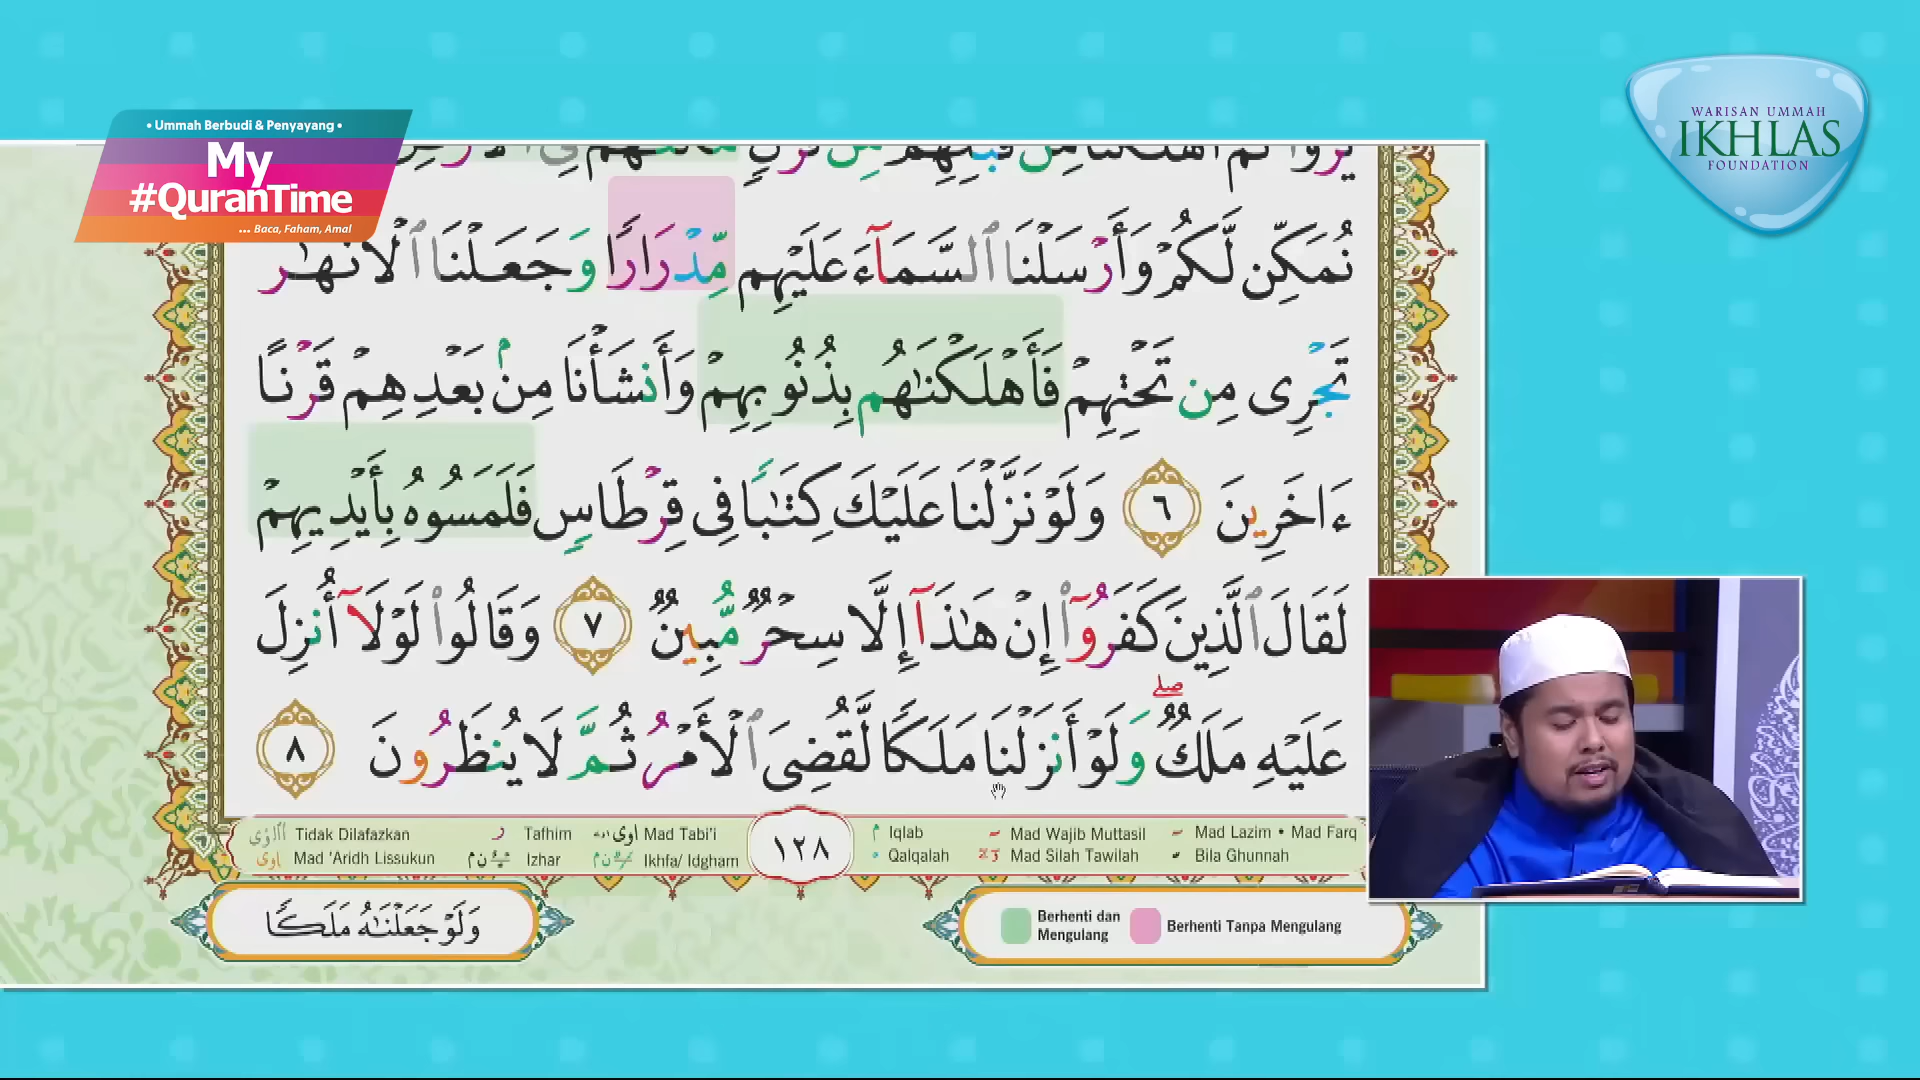 • Ummah Berbudi & Penyayang •
My
#QuranTime
... Baca, Faham, Amal
WARISAN UMMAH
IKHLAS
FOUNDATION
نُمَكِّن لَّكُمْ وَأَرْسَلْنَا ٱلسَّمَآءَ عَلَيْهِم مِّدْرَارًا وَجَعَلْنَا ٱلْأَنْهَٰرَ
تَجْرِى مِن تَحْتِهِمْ فَأَهْلَكْنَٰهُم بِذُنُوبِهِمْ وَأَنشَأْنَا مِنۢ بَعْدِهِمْ قَرْنًا
ءَاخَرِينَ ٦ وَلَوْ نَزَّلْنَا عَلَيْكَ كِتَٰبًا فِى قِرْطَاسٍ فَلَمَسُوهُ بِأَيْدِيهِمْ
لَقَالَ ٱلَّذِينَ كَفَرُوٓا۟ إِنْ هَٰذَآ إِلَّا سِحْرٌ مُّبِينٌ ٧ وَقَالُوا۟ لَوْلَآ أُنزِلَ
عَلَيْهِ مَلَكٌ ۖ وَلَوْ أَنزَلْنَا مَلَكًا لَّقُضِىَ ٱلْأَمْرُ ثُمَّ لَا يُنظَرُونَ ٨
Tidak Dilafazkan Tafhim Mad Tabi'i Iqlab Mad Wajib Muttasil Mad Lazim • Mad Farq
Mad 'Aridh Lissukun Izhar Ikhfa/ Idgham Qalqalah Mad Silah Tawilah Bila Ghunnah
١٢٨
وَلَوْ جَعَلْنَٰهُ مَلَكًا
Berhenti dan
Mengulang
Berhenti Tanpa Mengulang